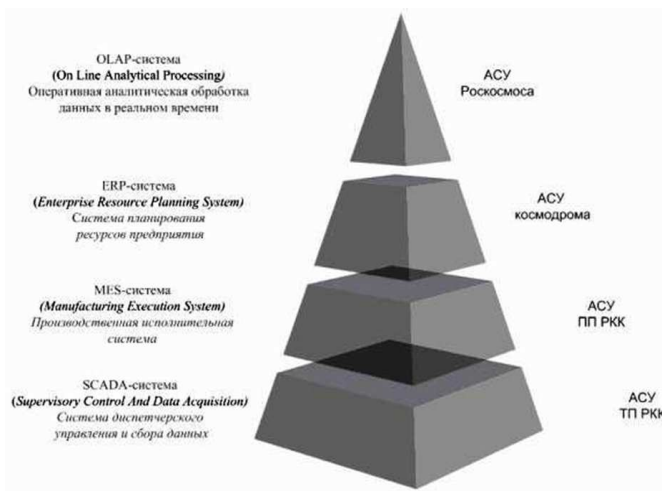 OLAP-система
(On Line Analytical Processing)
Оперативная аналитическая обработка
данных в реальном времени
АСУ
Роскосмоса
ERP-система
(Enterprise Resource Planning System)
Система планирования
ресурсов предприятия
АСУ
космодрома
MES-система
(Manufacturing Execution System)
Производственная исполнительная
система
АСУ
ПП РКК
SCADA-система
(Supervisory Control And Data Acquisition)
Система диспетчерского
управления и сбора данных
АСУ
ТП РКК